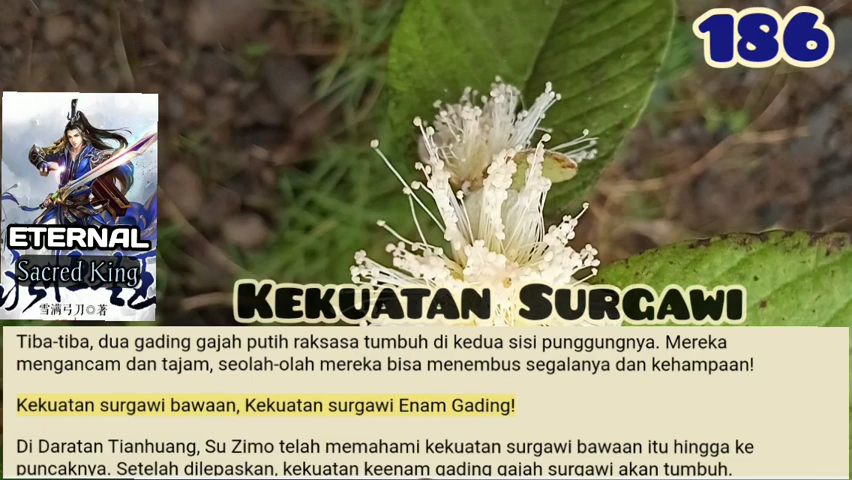 186
ETERNAL
Sacred King
雪满弓刀◎著
KEKUATAN SURGAWI
Tiba-tiba, dua gading gajah putih raksasa tumbuh di kedua sisi punggungnya. Mereka
mengancam dan tajam, seolah-olah mereka bisa menembus segalanya dan kehampaan!
Kekuatan surgawi bawaan, Kekuatan surgawi Enam Gading!
Di Daratan Tianhuang, Su Zimo telah memahami kekuatan surgawi bawaan itu hingga ke
puncaknya. Setelah dilepaskan, kekuatan keenam gading gajah surgawi akan tumbuh.